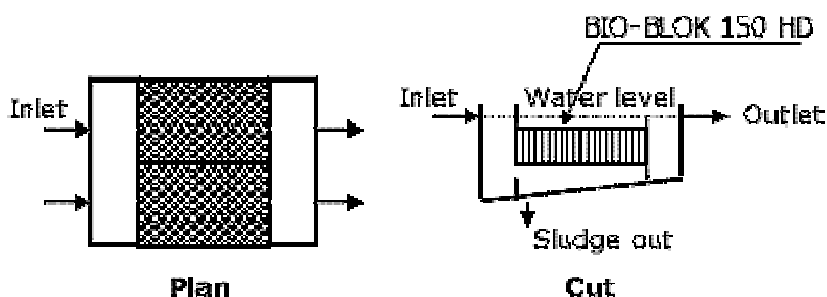 BIO-BLOK 150 HD
Inlet
Inlet
Water level
Outlet
Sludge out
Plan
Cut